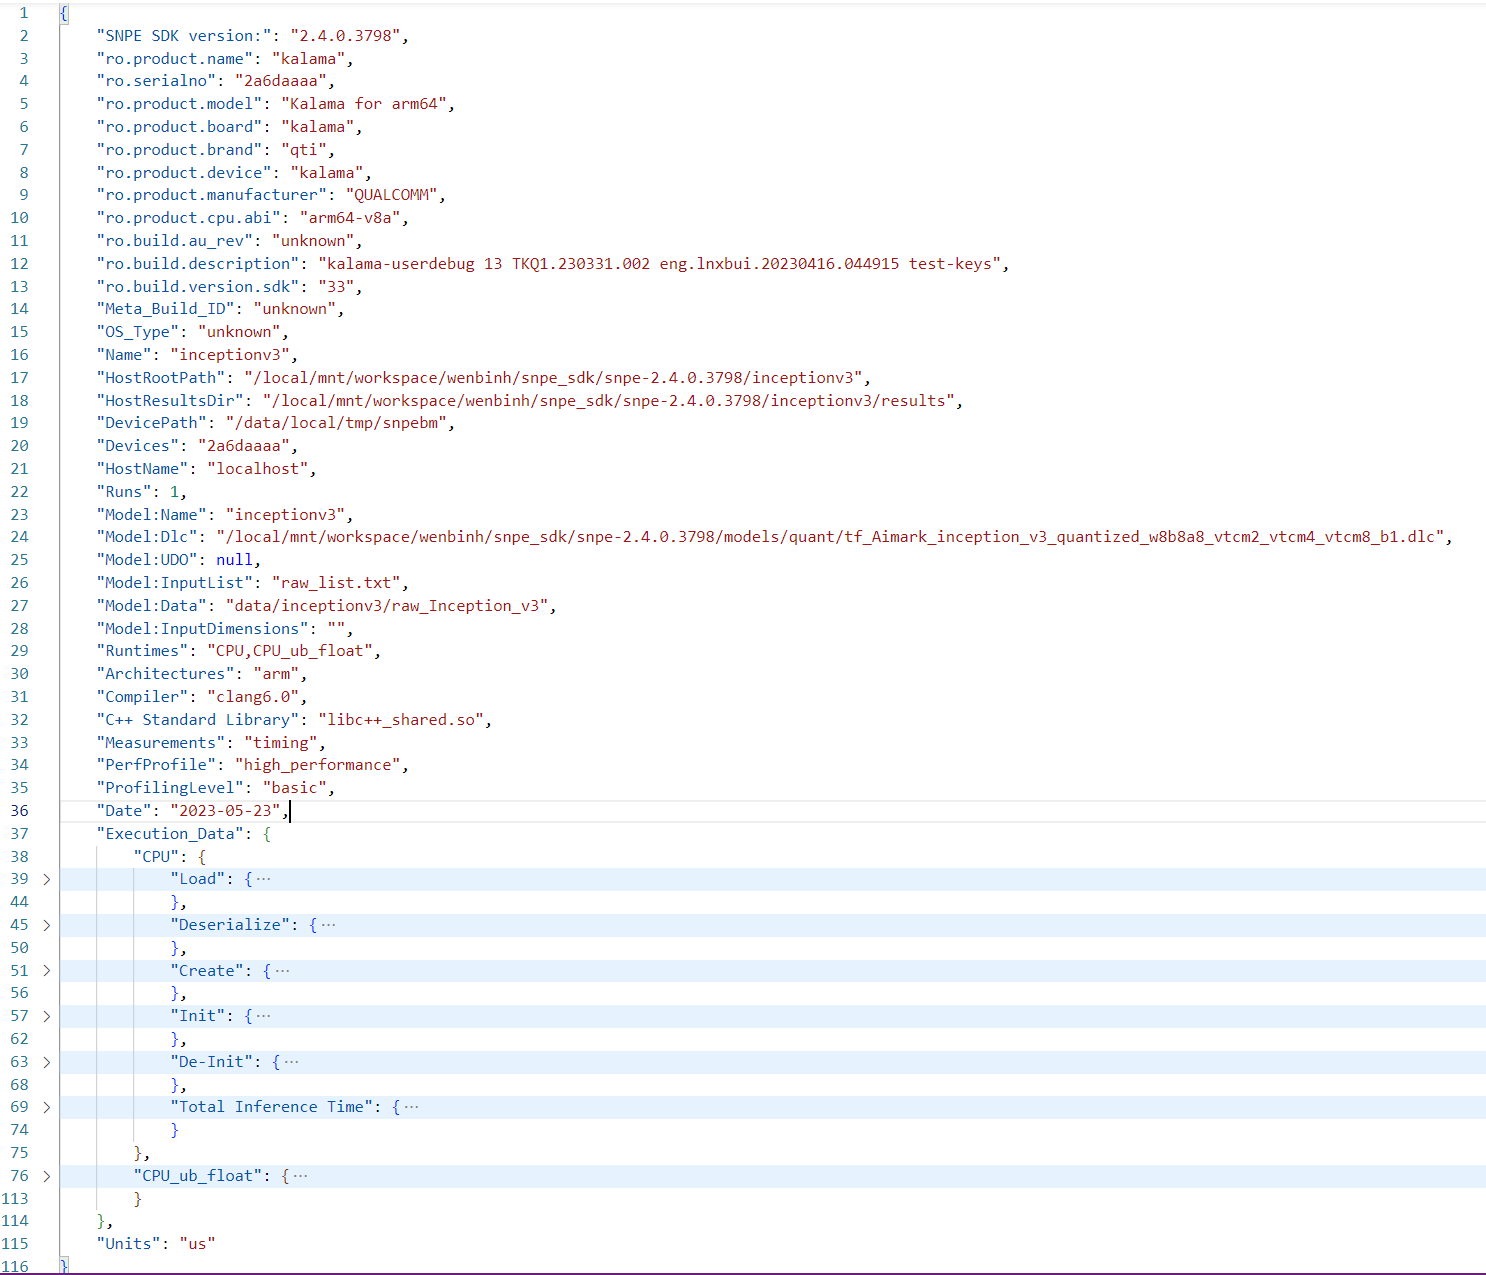 1 {
2 "SNPE SDK version:": "2.4.0.3798",
3 "ro.product.name": "kalama",
4 "ro.serialno": "2a6daaaa",
5 "ro.product.model": "Kalama for arm64",
6 "ro.product.board": "kalama",
7 "ro.product.brand": "qti",
8 "ro.product.device": "kalama",
9 "ro.product.manufacturer": "QUALCOMM",
10 "ro.product.cpu.abi": "arm64-v8a",
11 "ro.build.au_rev": "unknown",
12 "ro.build.description": "kalama-userdebug 13 TKQ1.230331.002 eng.lnxbui.20230416.044915 test-keys",
13 "ro.build.version.sdk": "33",
14 "Meta_Build_ID": "unknown",
15 "OS_Type": "unknown",
16 "Name": "inceptionv3",
17 "HostRootPath": "/local/mnt/workspace/wenbinh/snpe_sdk/snpe-2.4.0.3798/inceptionv3",
18 "HostResultsDir": "/local/mnt/workspace/wenbinh/snpe_sdk/snpe-2.4.0.3798/inceptionv3/results",
19 "DevicePath": "/data/local/tmp/snpebm",
20 "Devices": "2a6daaaa",
21 "HostName": "localhost",
22 "Runs": 1,
23 "Model:Name": "inceptionv3",
24 "Model:Dlc": "/local/mnt/workspace/wenbinh/snpe_sdk/snpe-2.4.0.3798/models/quant/tf_Aimark_inception_v3_quantized_w8b8a8_vtcm2_vtcm4_vtcm8_b1.dlc",
25 "Model:UDO": null,
26 "Model:InputList": "raw_list.txt",
27 "Model:Data": "data/inceptionv3/raw_Inception_v3",
28 "Model:InputDimensions": "",
29 "Runtimes": "CPU,CPU_ub_float",
30 "Architectures": "arm",
31 "Compiler": "clang6.0",
32 "C++ Standard Library": "libc++_shared.so",
33 "Measurements": "timing",
34 "PerfProfile": "high_performance",
35 "ProfilingLevel": "basic",
36 "Date": "2023-05-23",
37 "Execution_Data": {
38 "CPU": {
39 "Load": {···
44 },
45 "Deserialize": {···
50 },
51 "Create": {···
56 },
57 "Init": {···
62 },
63 "De-Init": {···
68 },
69 "Total Inference Time": {···
74 }
75 },
76 "CPU_ub_float": {···
113 }
114 },
115 "Units": "us"
116 }